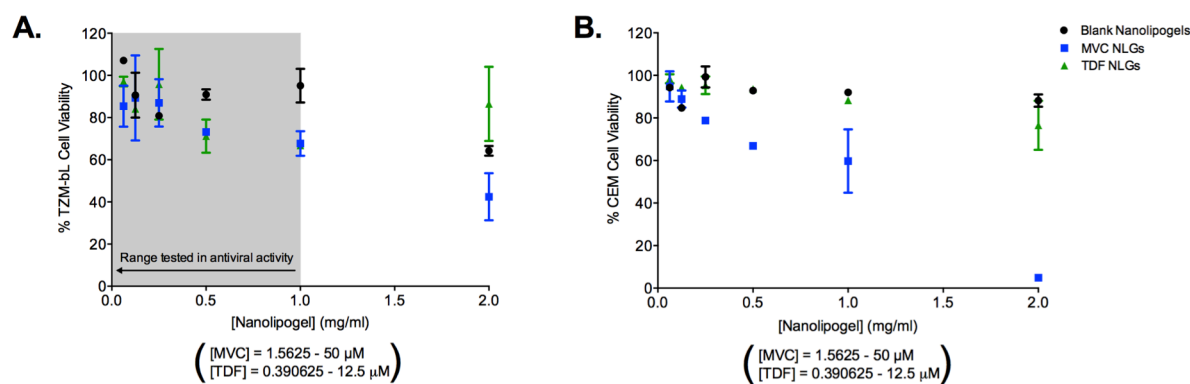 A.
120
100
80
60
40
20
0
% TZM-bL Cell Viability
Range tested in antiviral activity
0.0 0.5 1.0 1.5 2.0
[Nanolipogel] (mg/ml)
[MVC] = 1.5625 - 50 µM
[TDF] = 0.390625 - 12.5 µM
B.
120
100
80
60
40
20
0
% CEM Cell Viability
0.0 0.5 1.0 1.5 2.0
[Nanolipogel] (mg/ml)
[MVC] = 1.5625 - 50 µM
[TDF] = 0.390625 - 12.5 µM
Blank Nanolipogels
MVC NLGs
TDF NLGs